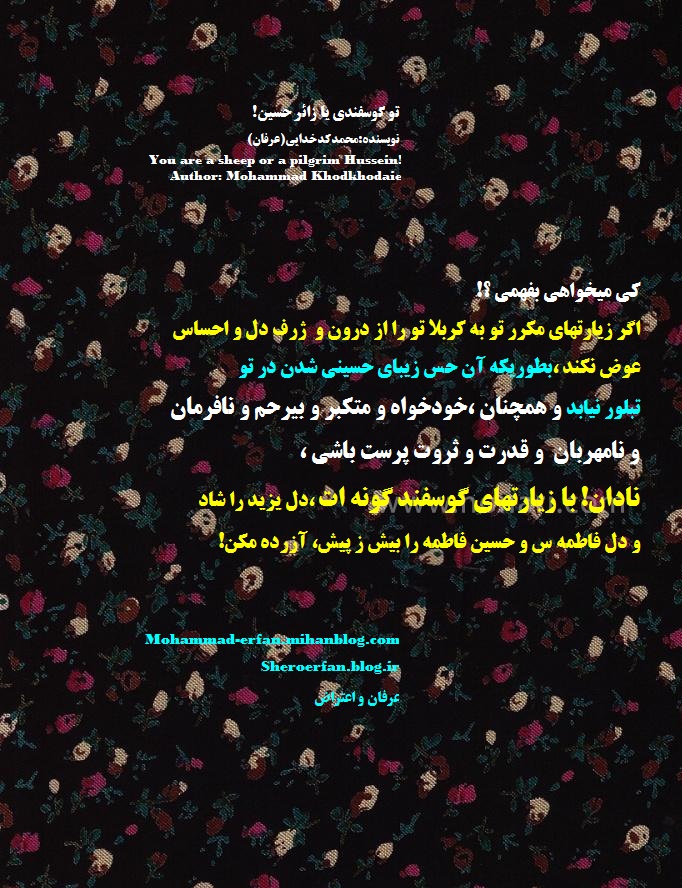 تو گوسفندی یا زائر حسین!
نویسنده:محمدکدخدایی(عرفان)
You are a sheep or a pilgrim Hussein!
Author: Mohammad Khodkhodaie
کی میخواهی بفهمی ؟!
اگر زیارتهای مکرر تو به کربلا تو را از درون و ژرف دل و احساس
عوض نکند ،بطوریکه آن حس زیبای حسینی شدن در تو
تبلور نیابد و همچنان ،خودخواه و متکبر و بیرحم و نافرمان
و نامهربان و قدرت و ثروت پرست باشی ،
نادان! با زیارتهای گوسفند گونه ات ،دل یزید را شاد
و دل فاطمه س و حسین فاطمه را بیش ز پیش، آزرده مکن!
Mohammad-erfan.mihanblog.com
Sheroerfan.blog.ir
عرفان و اعتراض